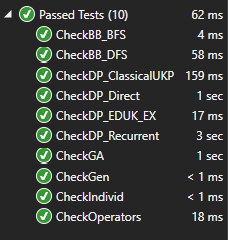 Passed Tests (10) 62 ms
CheckBB_BFS 4 ms
CheckBB_DFS 58 ms
CheckDP_ClassicalUKP 159 ms
CheckDP_Direct 1 sec
CheckDP_EDUK_EX 17 ms
CheckDP_Recurrent 3 sec
CheckGA 1 sec
CheckGen < 1 ms
CheckIndivid < 1 ms
CheckOperators 18 ms